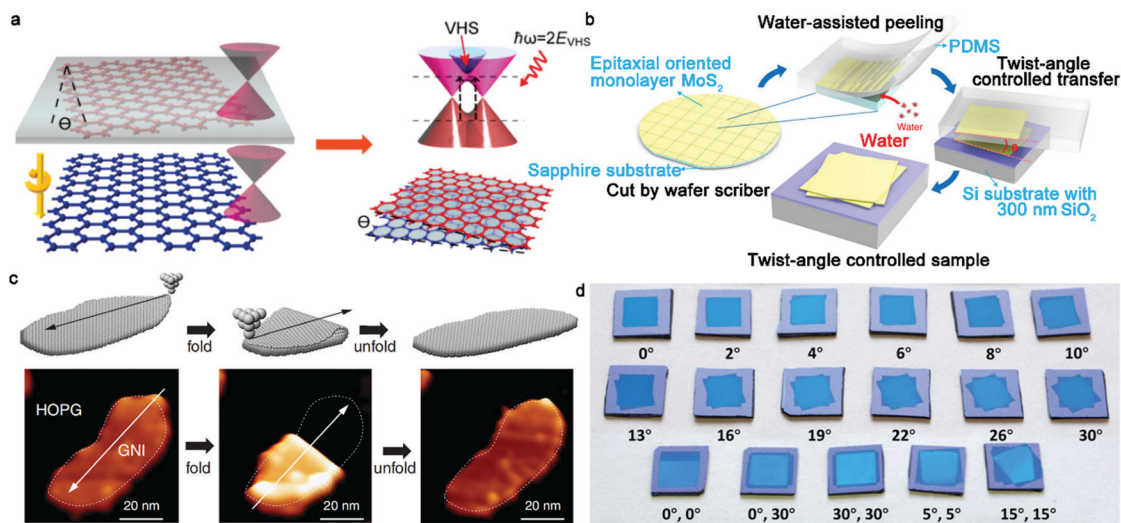 a
VHS
ħω=2E_VHS
Θ
Θ
b
Water-assisted peeling
PDMS
Epitaxial oriented
monolayer MoS₂
Twist-angle
controlled transfer
Water
θ
Water
Sapphire substrate
Cut by wafer scriber
Si substrate with
300 nm SiO₂
Twist-angle controlled sample
c
fold
unfold
HOPG
GNI
fold
unfold
20 nm
20 nm
20 nm
d
0°
2°
4°
6°
8°
10°
13°
16°
19°
22°
26°
30°
0°, 0°
0°, 30°
30°, 30°
5°, 5°
15°, 15°